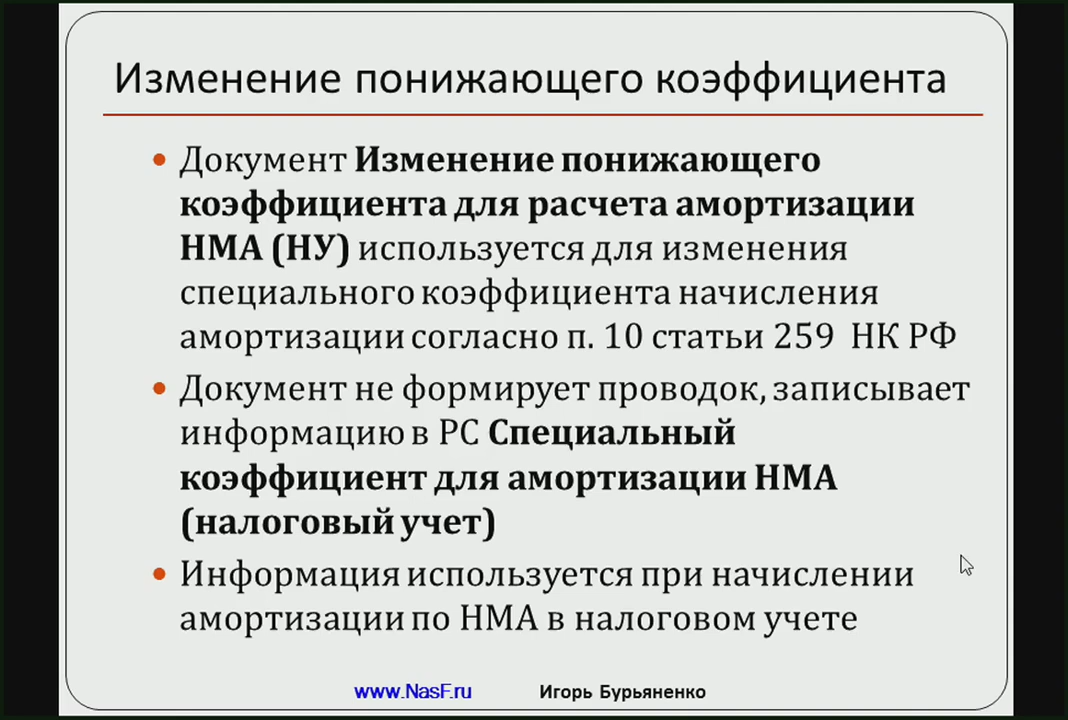 Изменение понижающего коэффициента
• Документ Изменение понижающего
коэффициента для расчета амортизации
НМА (НУ) используется для изменения
специального коэффициента начисления
амортизации согласно п. 10 статьи 259 НК РФ
• Документ не формирует проводок, записывает
информацию в РС Специальный
коэффициент для амортизации НМА
(налоговый учет)
• Информация используется при начислении
амортизации по НМА в налоговом учете
www.NasF.ru Игорь Бурьяненко